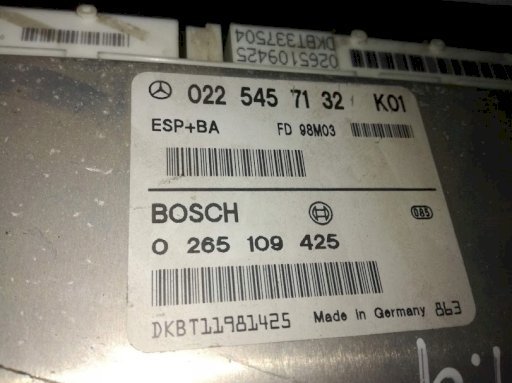 0265109425
DKBT337504
022 545 71 32 K01
ESP+BA FD 98M03
BOSCH
085
0 265 109 425
DKBT11981425 Made in Germany 863